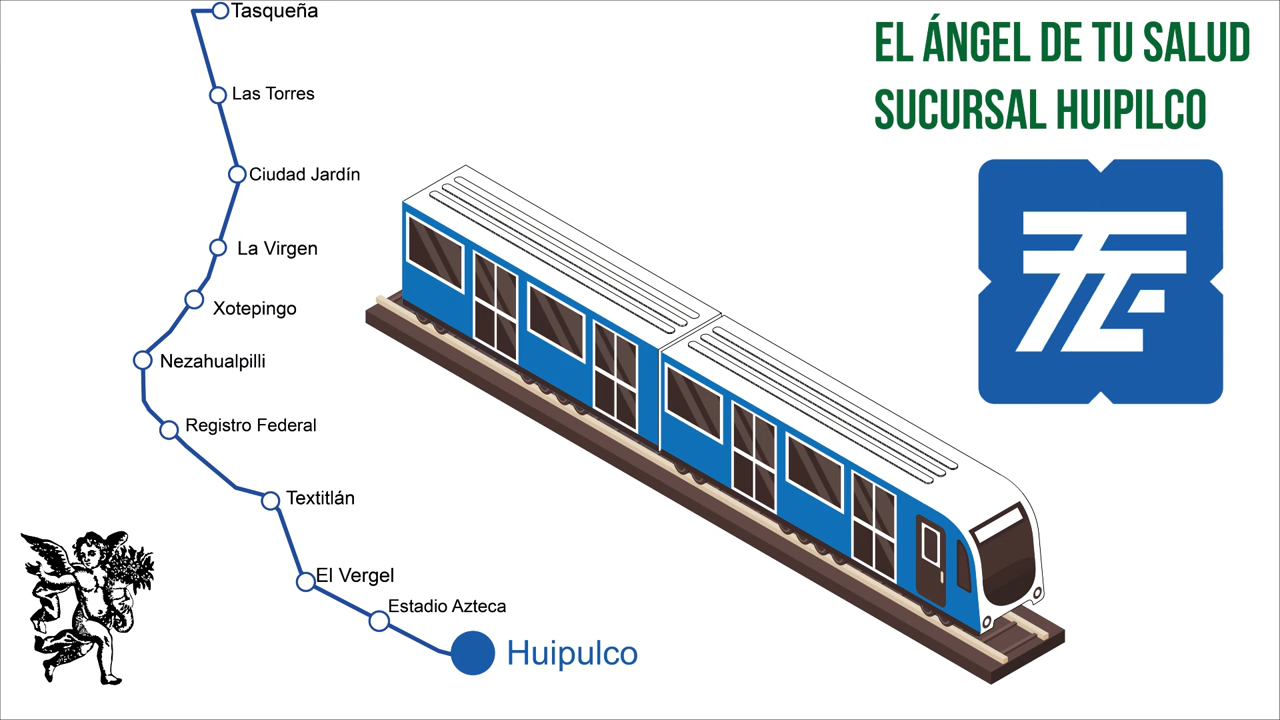 EL ÁNGEL DE TU SALUD
SUCURSAL HUIPILCO
Tasqueña
Las Torres
Ciudad Jardín
La Virgen
Xotepingo
Nezahualpilli
Registro Federal
Textitlán
El Vergel
Estadio Azteca
Huipulco